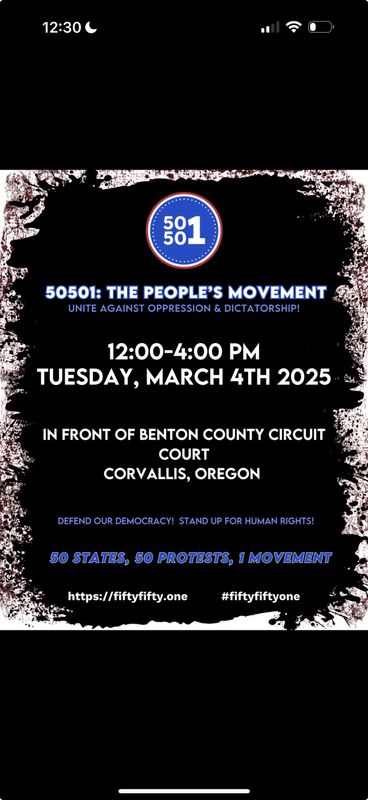 12:30
50
50 1
50501: THE PEOPLE'S MOVEMENT
UNITE AGAINST OPPRESSION & DICTATORSHIP!
12:00-4:00 PM
TUESDAY, MARCH 4TH 2025
IN FRONT OF BENTON COUNTY CIRCUIT
COURT
CORVALLIS, OREGON
DEFEND OUR DEMOCRACY! STAND UP FOR HUMAN RIGHTS!
50 STATES, 50 PROTESTS, 1 MOVEMENT
https://fiftyfifty.one #fiftyfiftyone